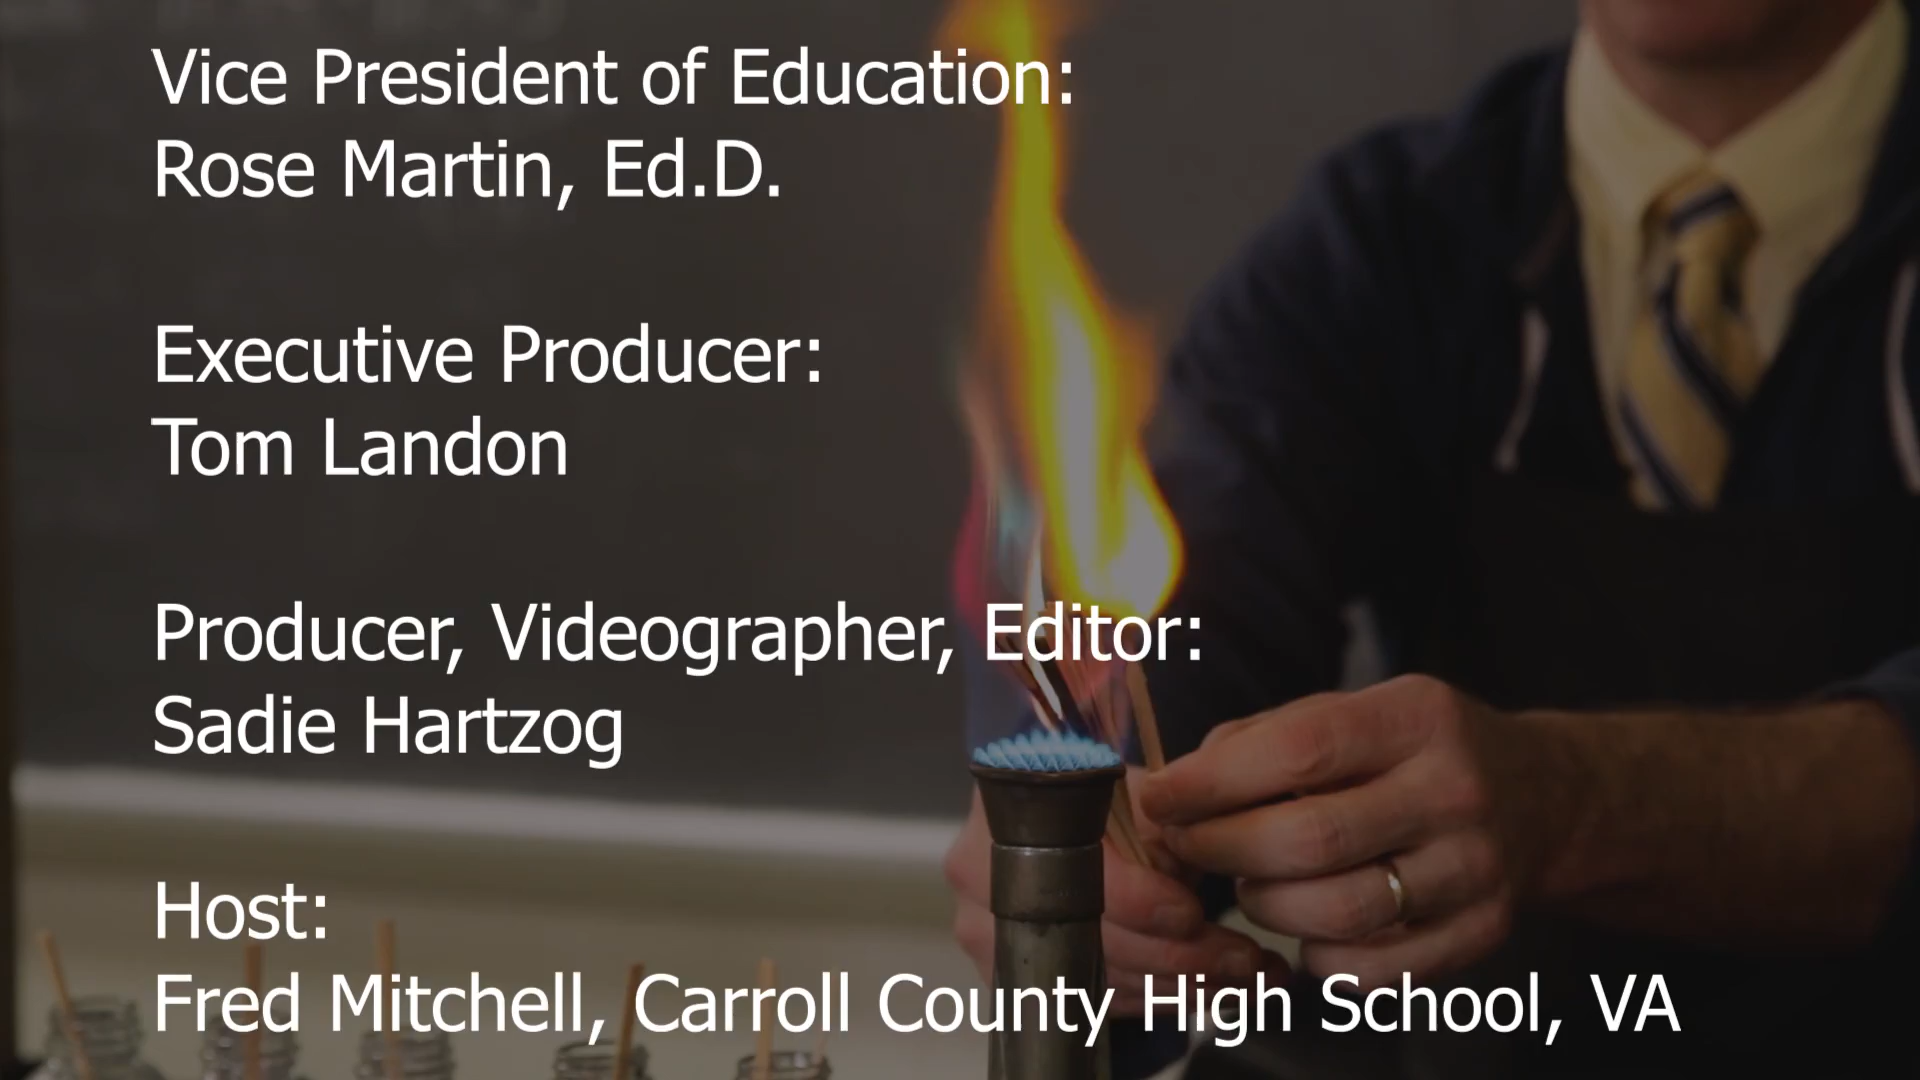 Vice President of Education:
Rose Martin, Ed.D.
Executive Producer:
Tom Landon
Producer, Videographer, Editor:
Sadie Hartzog
Host:
Fred Mitchell, Carroll County High School, VA